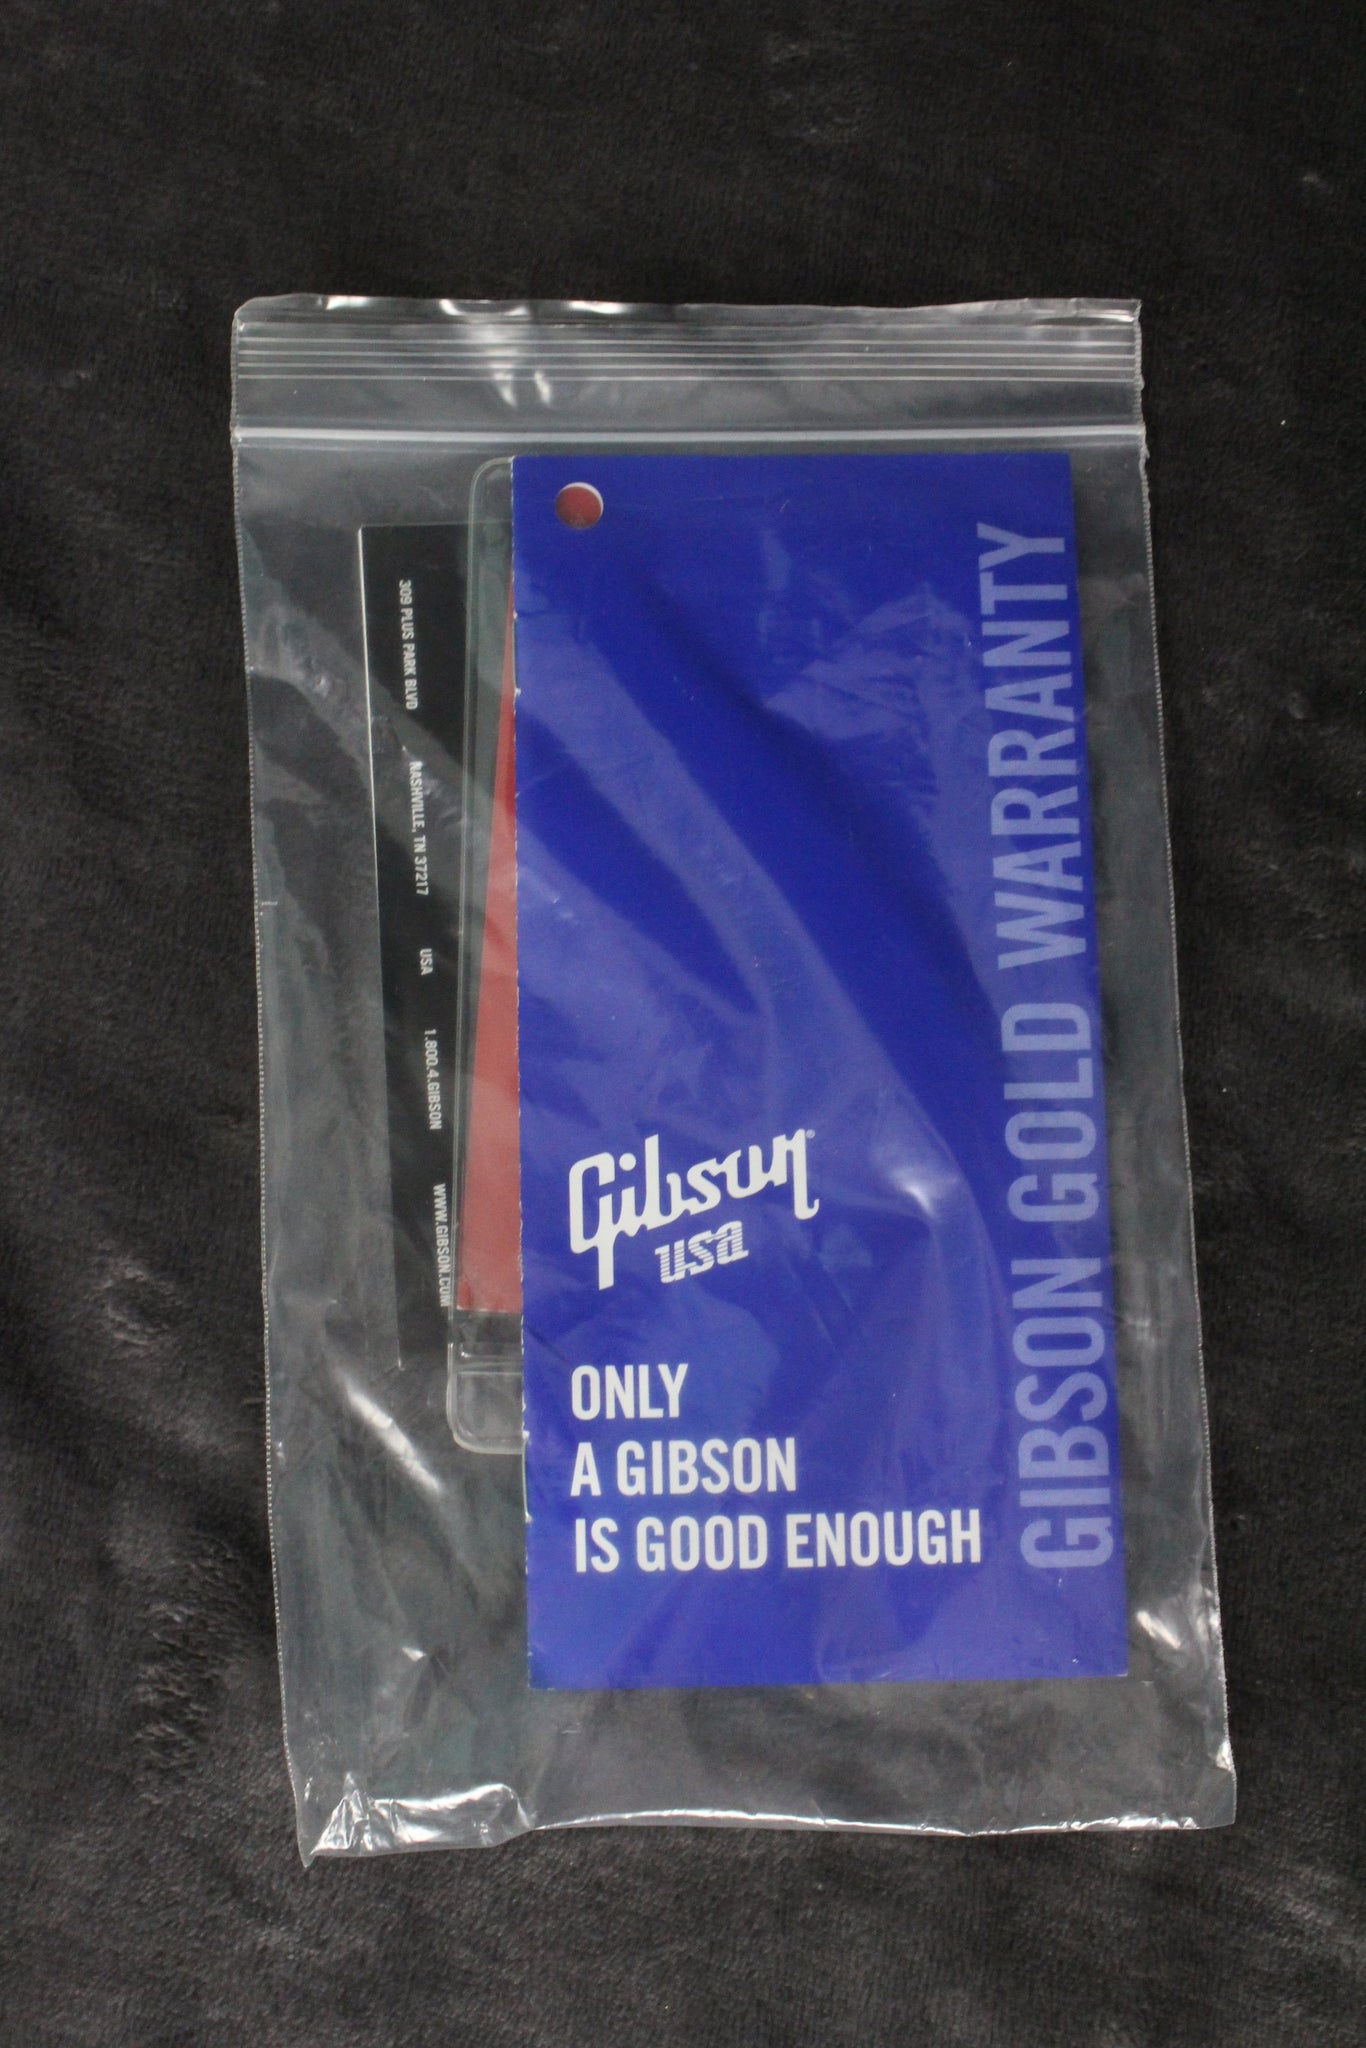 309 PLUS PARK BLVD NASHVILLE, TN 37217 USA 1.800.4.GIBSON WWW.GIBSON.COM
GIBSON GOLD WARRANTY
Gibson®
usa
ONLY
A GIBSON
IS GOOD ENOUGH